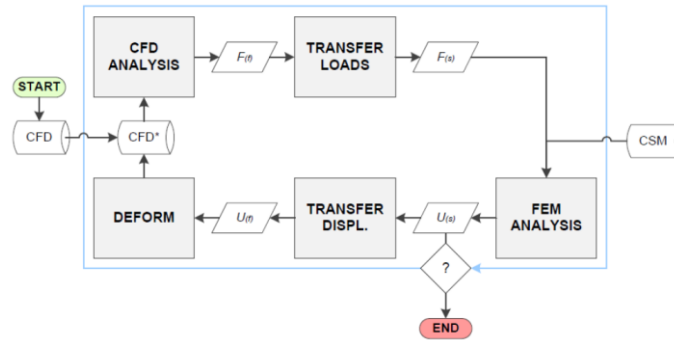 CFD
ANALYSIS
F(f)
TRANSFER
LOADS
F(s)
START
CFD
CFD*
CSM
DEFORM
U(f)
TRANSFER
DISPL.
U(s)
FEM
ANALYSIS
?
END